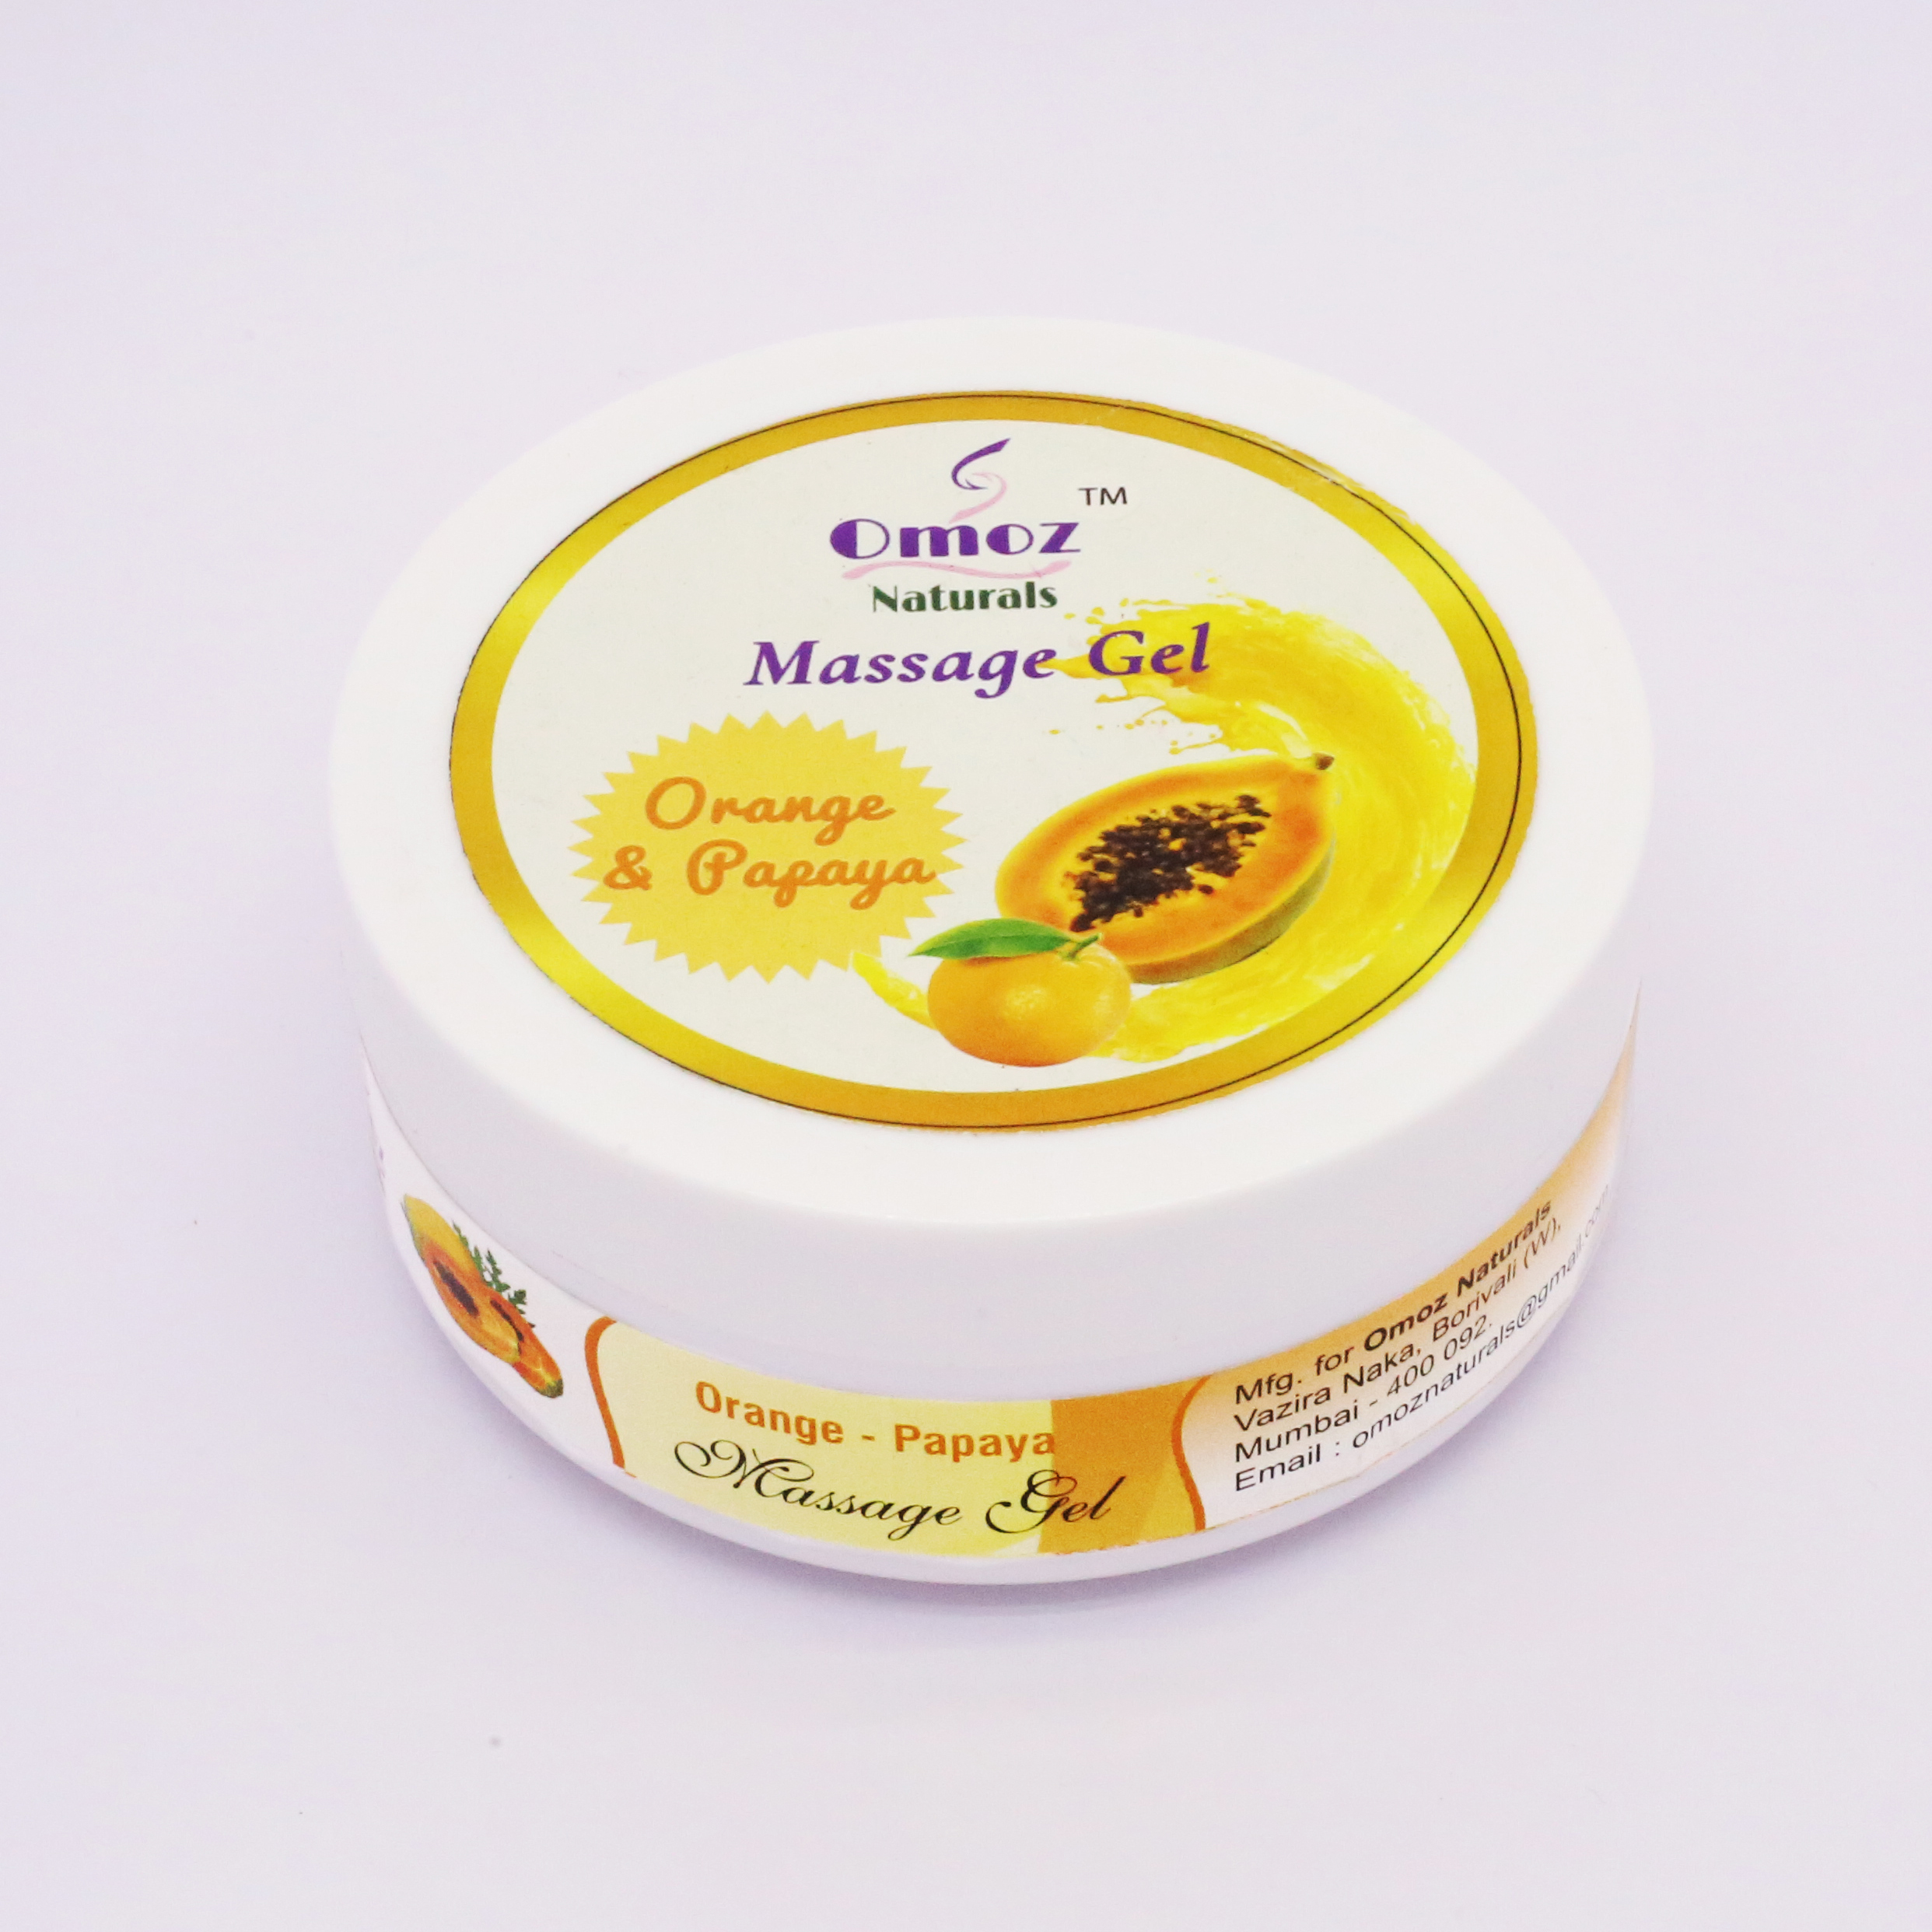 Omoz TM
Naturals
Massage Gel
Orange
& Papaya
Orange - Papaya
Massage Gel
Mfg. for Omoz Naturals
Vazira Naka, Borivali (W),
Mumbai - 400 092.
Email : omoznaturals@gmail.com